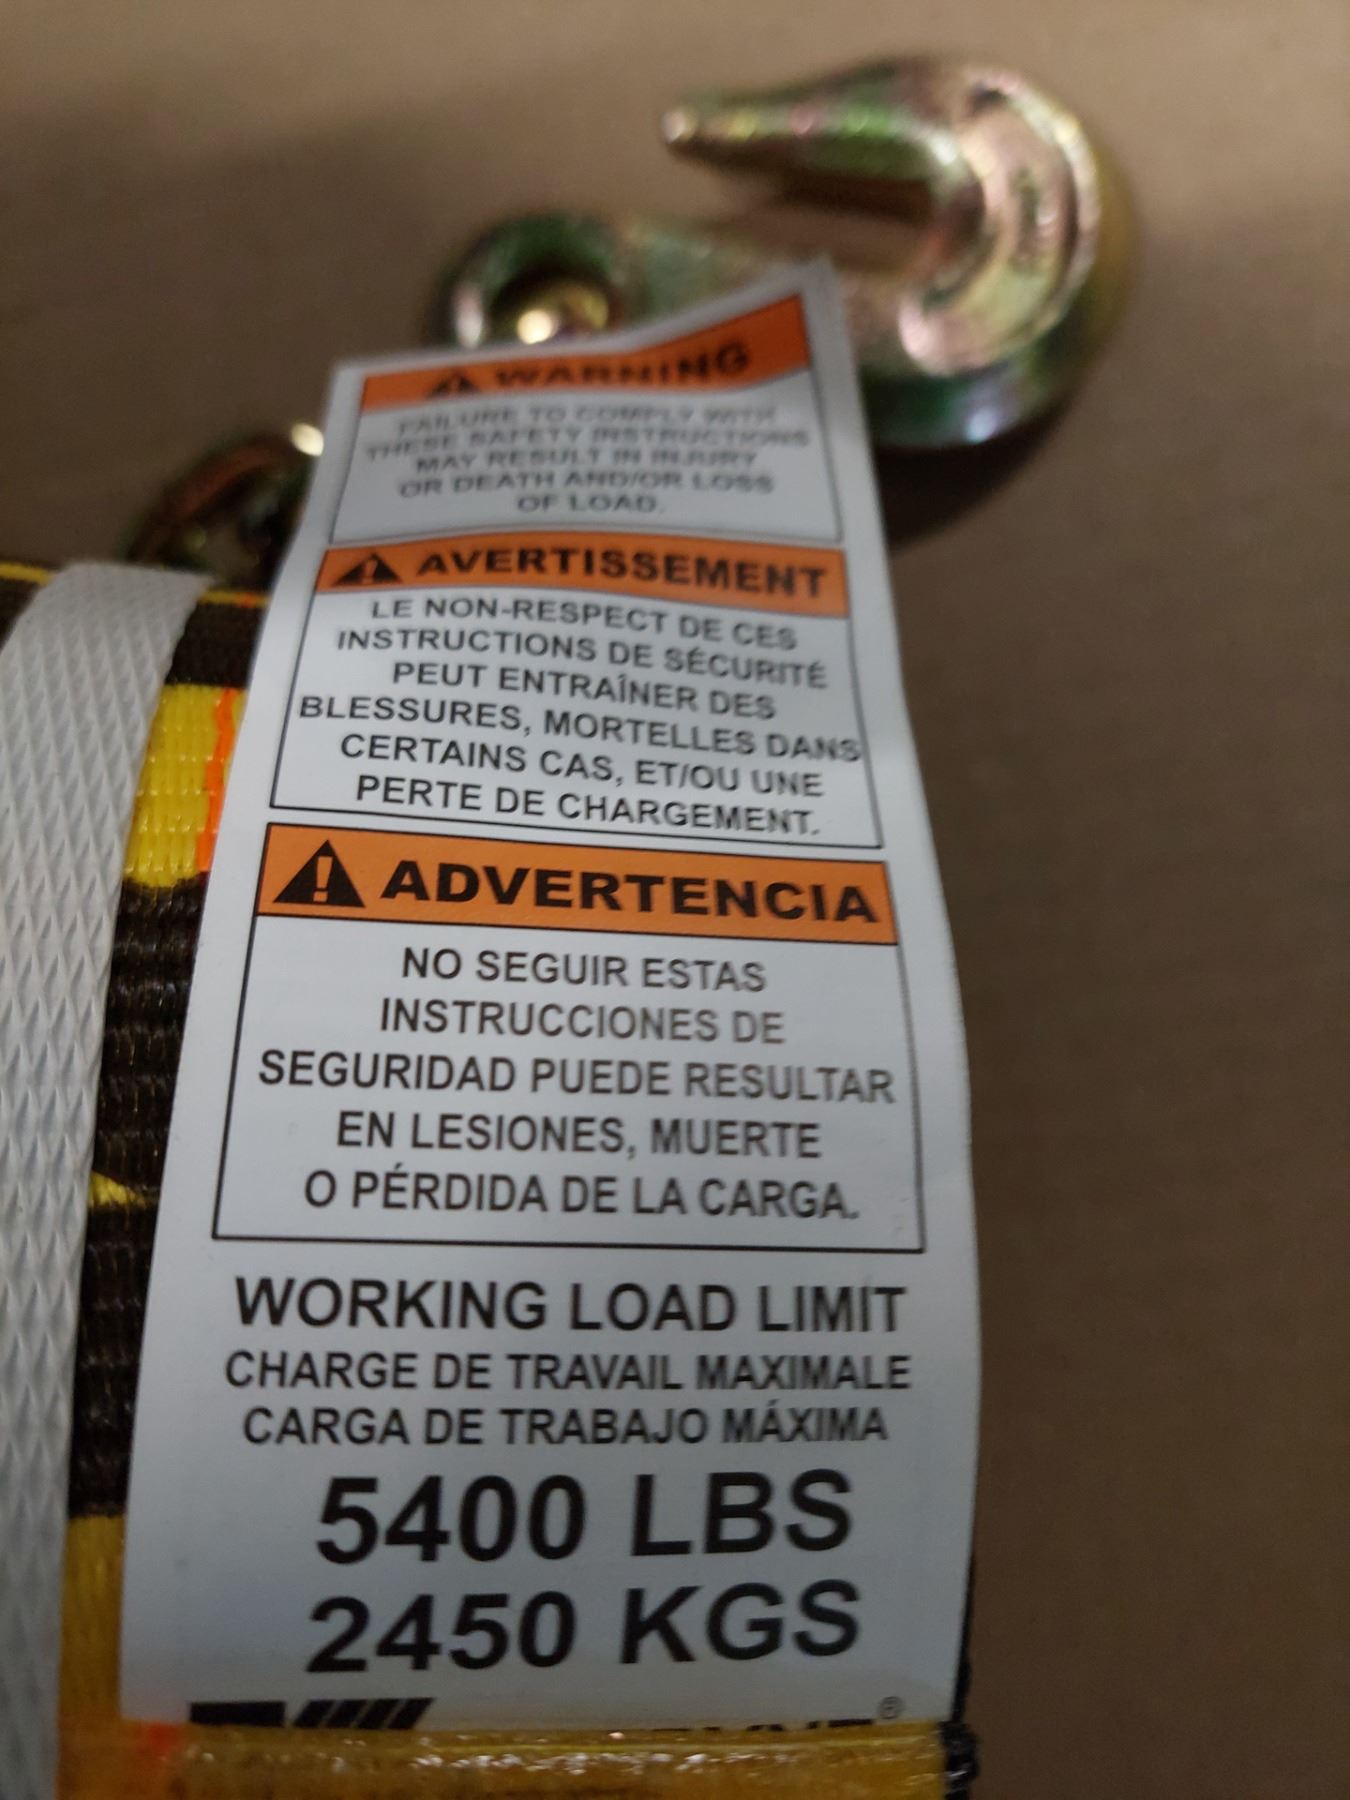 WARNING
FAILURE TO COMPLY WITH
THESE SAFETY INSTRUCTIONS
MAY RESULT IN INJURY
OR DEATH AND/OR LOSS
OF LOAD.
AVERTISSEMENT
LE NON-RESPECT DE CES
INSTRUCTIONS DE SÉCURITÉ
PEUT ENTRAÎNER DES
BLESSURES, MORTELLES DANS
CERTAINS CAS, ET/OU UNE
PERTE DE CHARGEMENT.
ADVERTENCIA
NO SEGUIR ESTAS
INSTRUCCIONES DE
SEGURIDAD PUEDE RESULTAR
EN LESIONES, MUERTE
O PÉRDIDA DE LA CARGA.
WORKING LOAD LIMIT
CHARGE DE TRAVAIL MAXIMALE
CARGA DE TRABAJO MÁXIMA
5400 LBS
2450 KGS
®